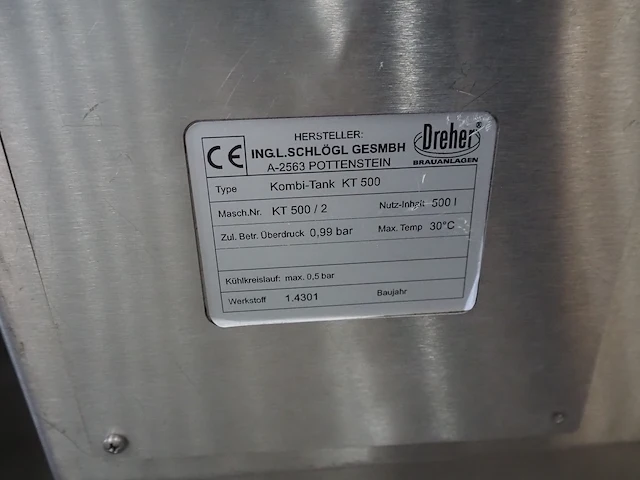 CE
HERSTELLER:
ING.L.SCHLÖGL GESMBH
A-2563 POTTENSTEIN
Dreher®
BRAUANLAGEN
Type Kombi-Tank KT 500
Masch.Nr. KT 500 / 2 Nutz-Inhalt 500 l
Zul. Betr. Überdruck 0,99 bar Max. Temp 30°C
Kühlkreislauf: max. 0,5 bar
Werkstoff 1.4301 Baujahr